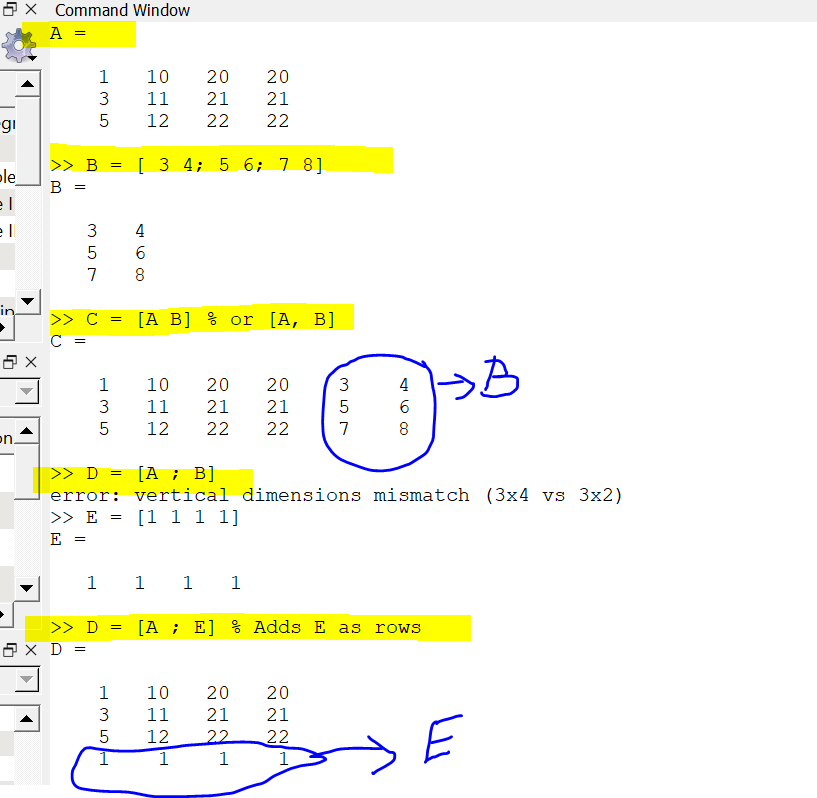 Command Window
A =
1 10 20 20
3 11 21 21
5 12 22 22
>> B = [ 3 4; 5 6; 7 8]
B =
3 4
5 6
7 8
>> C = [A B] % or [A, B]
C =
1 10 20 20 3 4
3 11 21 21 5 6
5 12 22 22 7 8
B
>> D = [A ; B]
error: vertical dimensions mismatch (3x4 vs 3x2)
>> E = [1 1 1 1]
E =
1 1 1 1
>> D = [A ; E] % Adds E as rows
D =
1 10 20 20
3 11 21 21
5 12 22 22
1 1 1 1
E